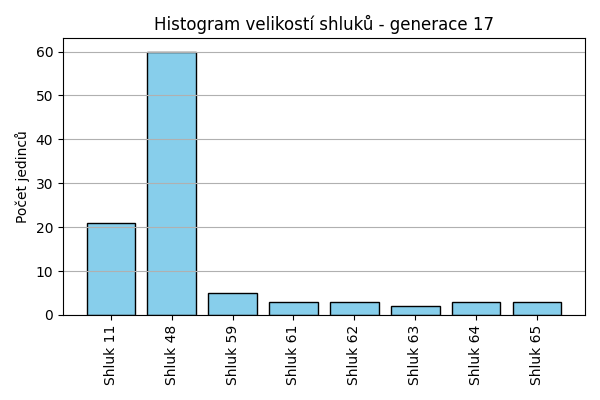 Histogram velikostí shluků - generace 17
Počet jedinců
60
50
40
30
20
10
0
Shluk 11
Shluk 48
Shluk 59
Shluk 61
Shluk 62
Shluk 63
Shluk 64
Shluk 65